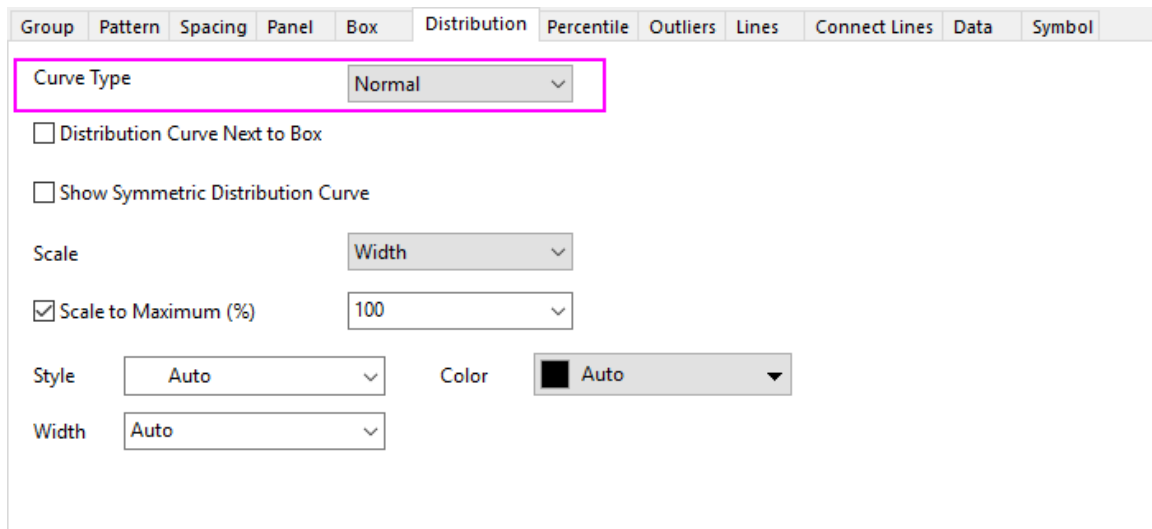 Group Pattern Spacing Panel Box Distribution Percentile Outliers Lines Connect Lines Data Symbol
Curve Type Normal
Distribution Curve Next to Box
Show Symmetric Distribution Curve
Scale Width
Scale to Maximum (%) 100
Style Auto Color Auto
Width Auto